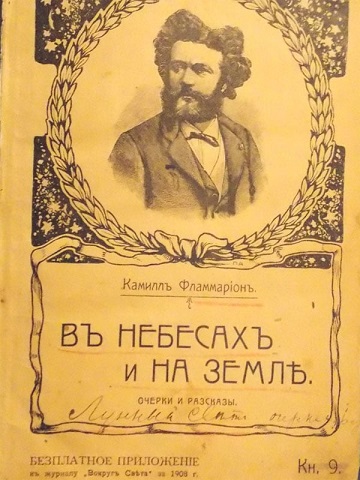 Камиллъ Фламмаріонъ.
ВЪ НЕБЕСАХЪ
и НА ЗЕМЛѢ.
ОЧЕРКИ И РАЗСКАЗЫ.
БЕЗПЛАТНОЕ ПРИЛОЖЕНІЕ
къ журналу „Вокругъ Свѣта“ за 1908 г.
Кн. 9.